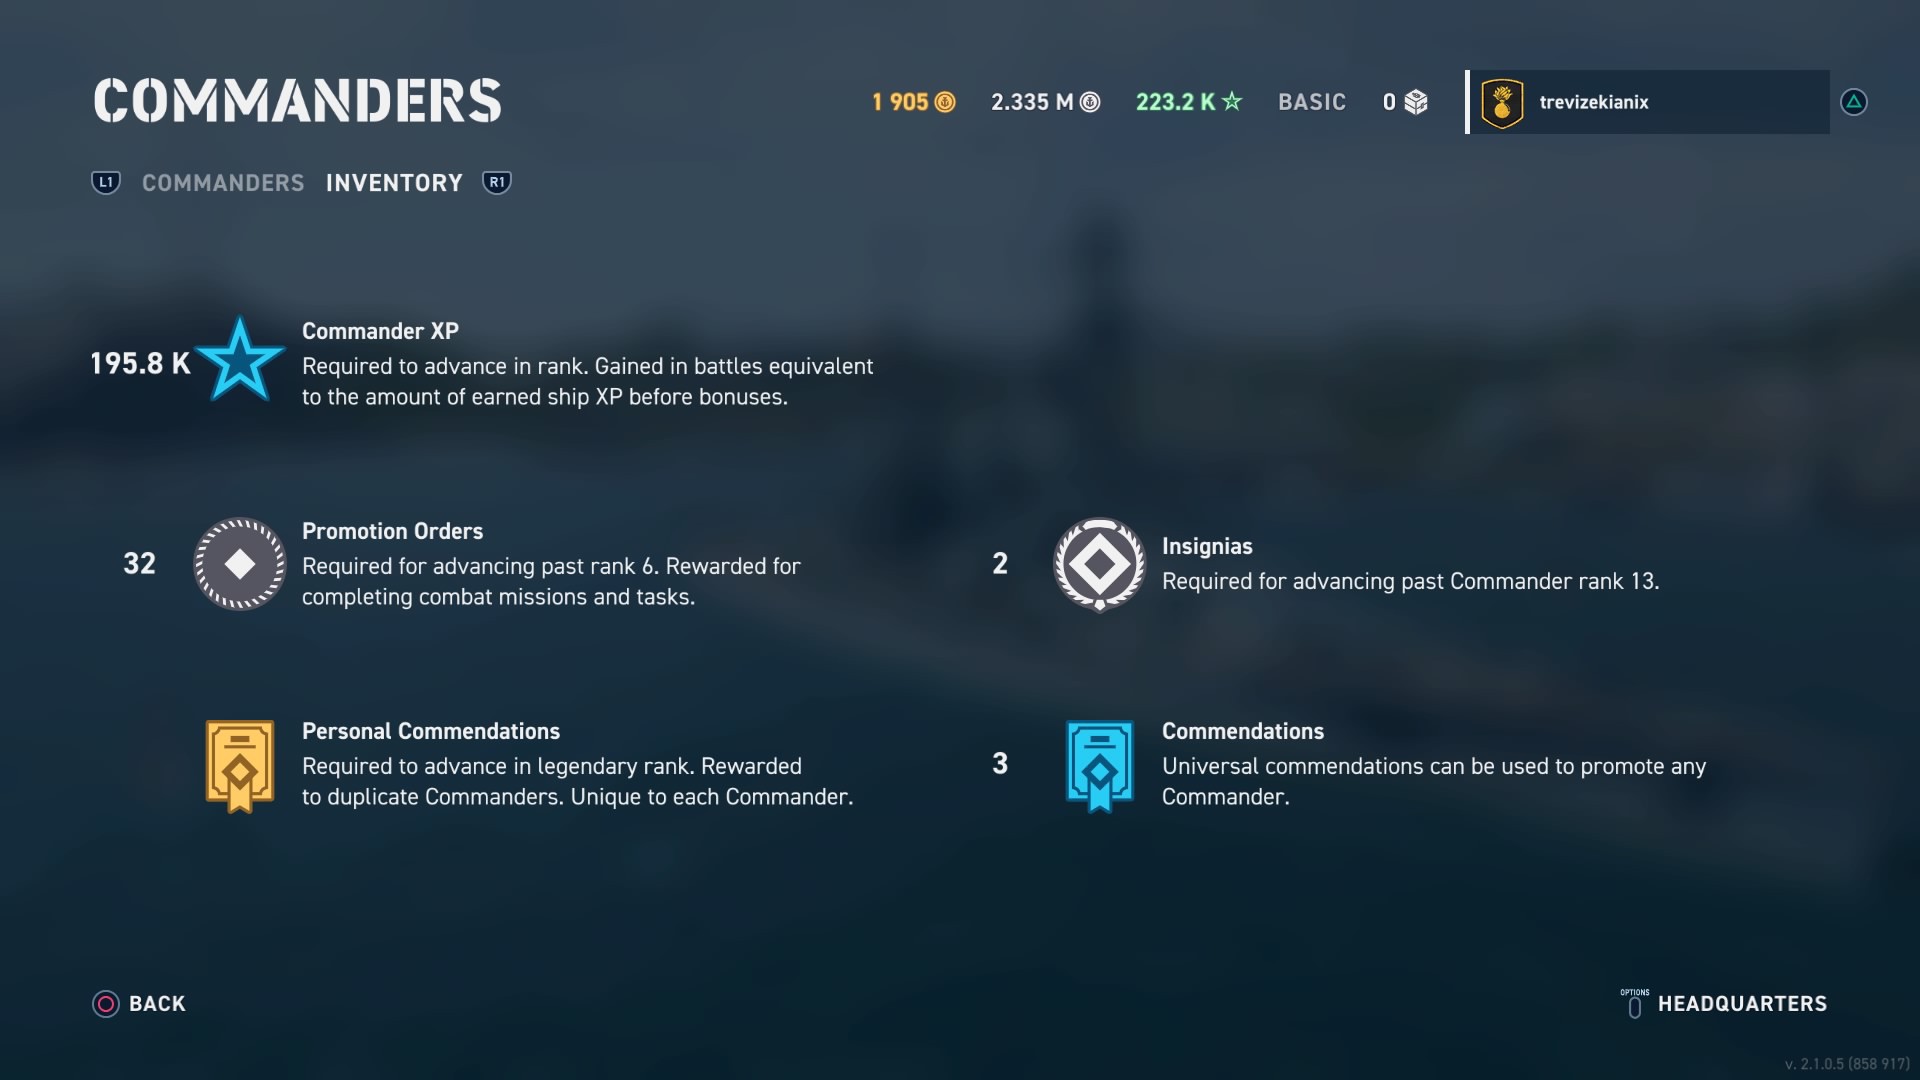 COMMANDERS
1 905
2.335 M
223.2 K
BASIC
0
trevizekianix
L1 COMMANDERS INVENTORY R1
195.8 K
Commander XP
Required to advance in rank. Gained in battles equivalent
to the amount of earned ship XP before bonuses.
32
Promotion Orders
Required for advancing past rank 6. Rewarded for
completing combat missions and tasks.
2
Insignias
Required for advancing past Commander rank 13.
Personal Commendations
Required to advance in legendary rank. Rewarded
to duplicate Commanders. Unique to each Commander.
3
Commendations
Universal commendations can be used to promote any
Commander.
BACK
OPTIONS
HEADQUARTERS
v. 2.1.0.5 (858 917)